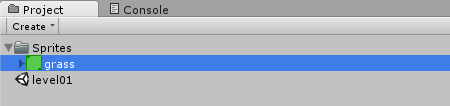 Project Console
Create
Sprites
grass
level01